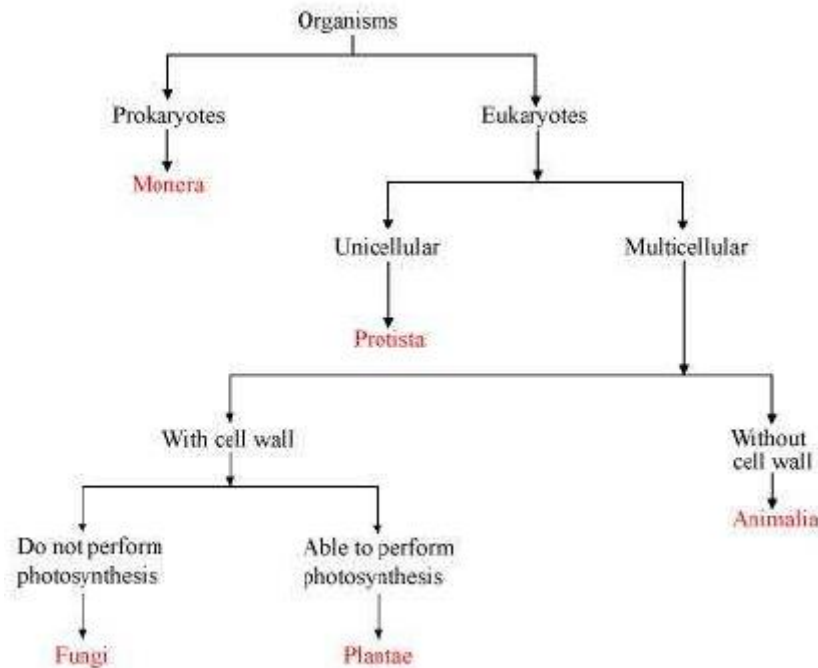 Organisms
Prokaryotes
Eukaryotes
Monera
Unicellular
Multicellular
Protista
With cell wall
Without
cell wall
Animalia
Do not perform
photosynthesis
Able to perform
photosynthesis
Fungi
Plantae